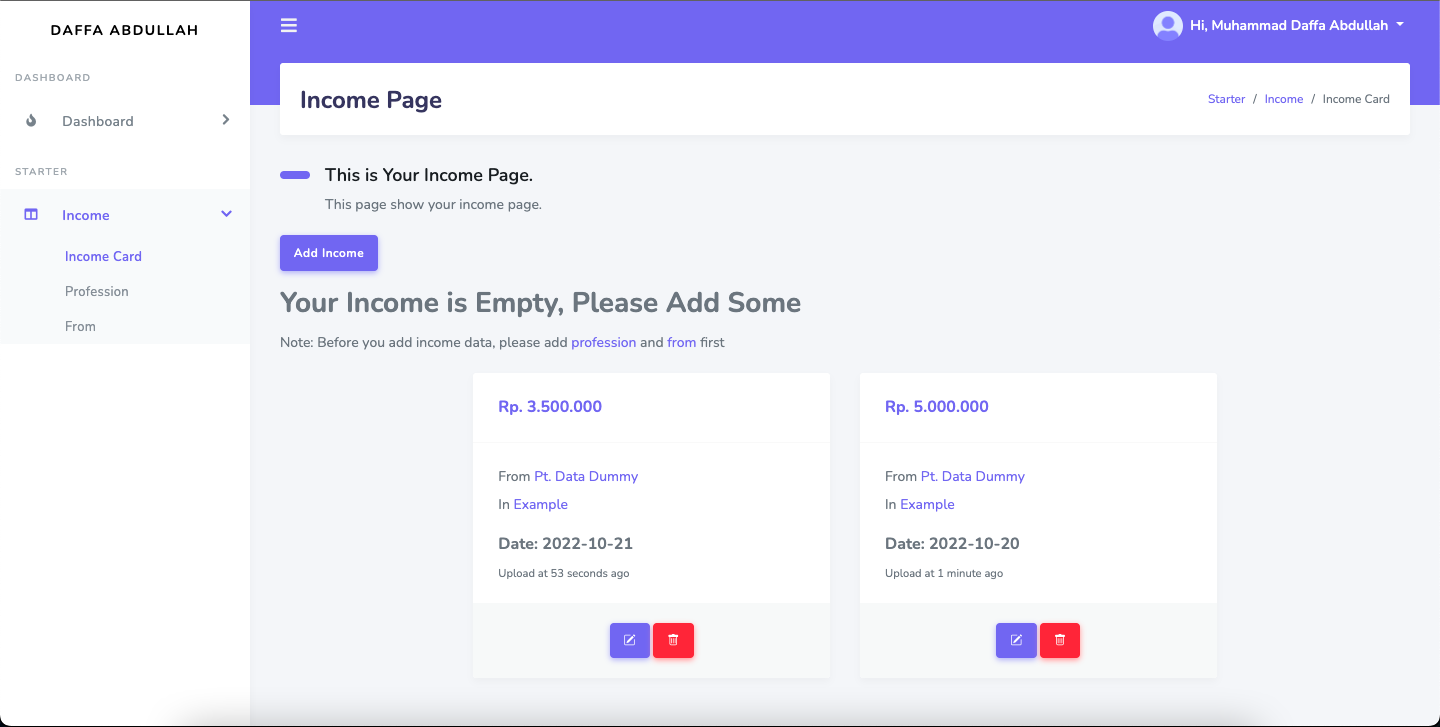 DAFFA ABDULLAH
Hi, Muhammad Daffa Abdullah
DASHBOARD
Dashboard
STARTER
Income
Income Card
Profession
From
Income Page
Starter / Income / Income Card
This is Your Income Page.
This page show your income page.
Add Income
Your Income is Empty, Please Add Some
Note: Before you add income data, please add profession and from first
Rp. 3.500.000
From Pt. Data Dummy
In Example
Date: 2022-10-21
Upload at 53 seconds ago
Rp. 5.000.000
From Pt. Data Dummy
In Example
Date: 2022-10-20
Upload at 1 minute ago